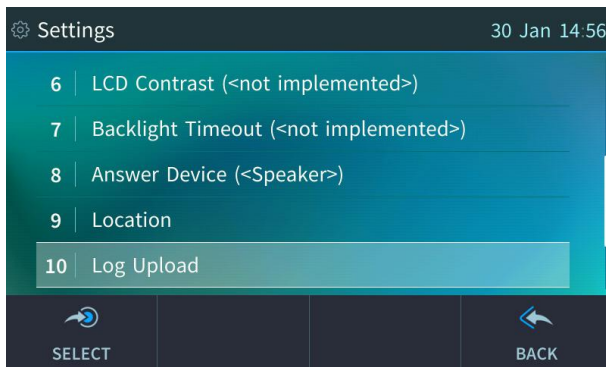 Settings 30 Jan 14:56
6 LCD Contrast (<not implemented>)
7 Backlight Timeout (<not implemented>)
8 Answer Device (<Speaker>)
9 Location
10 Log Upload
SELECT BACK